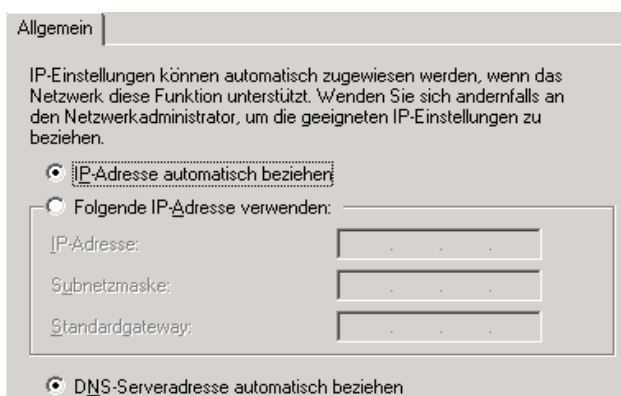 Allgemein
IP-Einstellungen können automatisch zugewiesen werden, wenn das
Netzwerk diese Funktion unterstützt. Wenden Sie sich andernfalls an
den Netzwerkadministrator, um die geeigneten IP-Einstellungen zu
beziehen.
IP-Adresse automatisch beziehen
Folgende IP-Adresse verwenden:
IP-Adresse:
Subnetzmaske:
Standardgateway:
DNS-Serveradresse automatisch beziehen